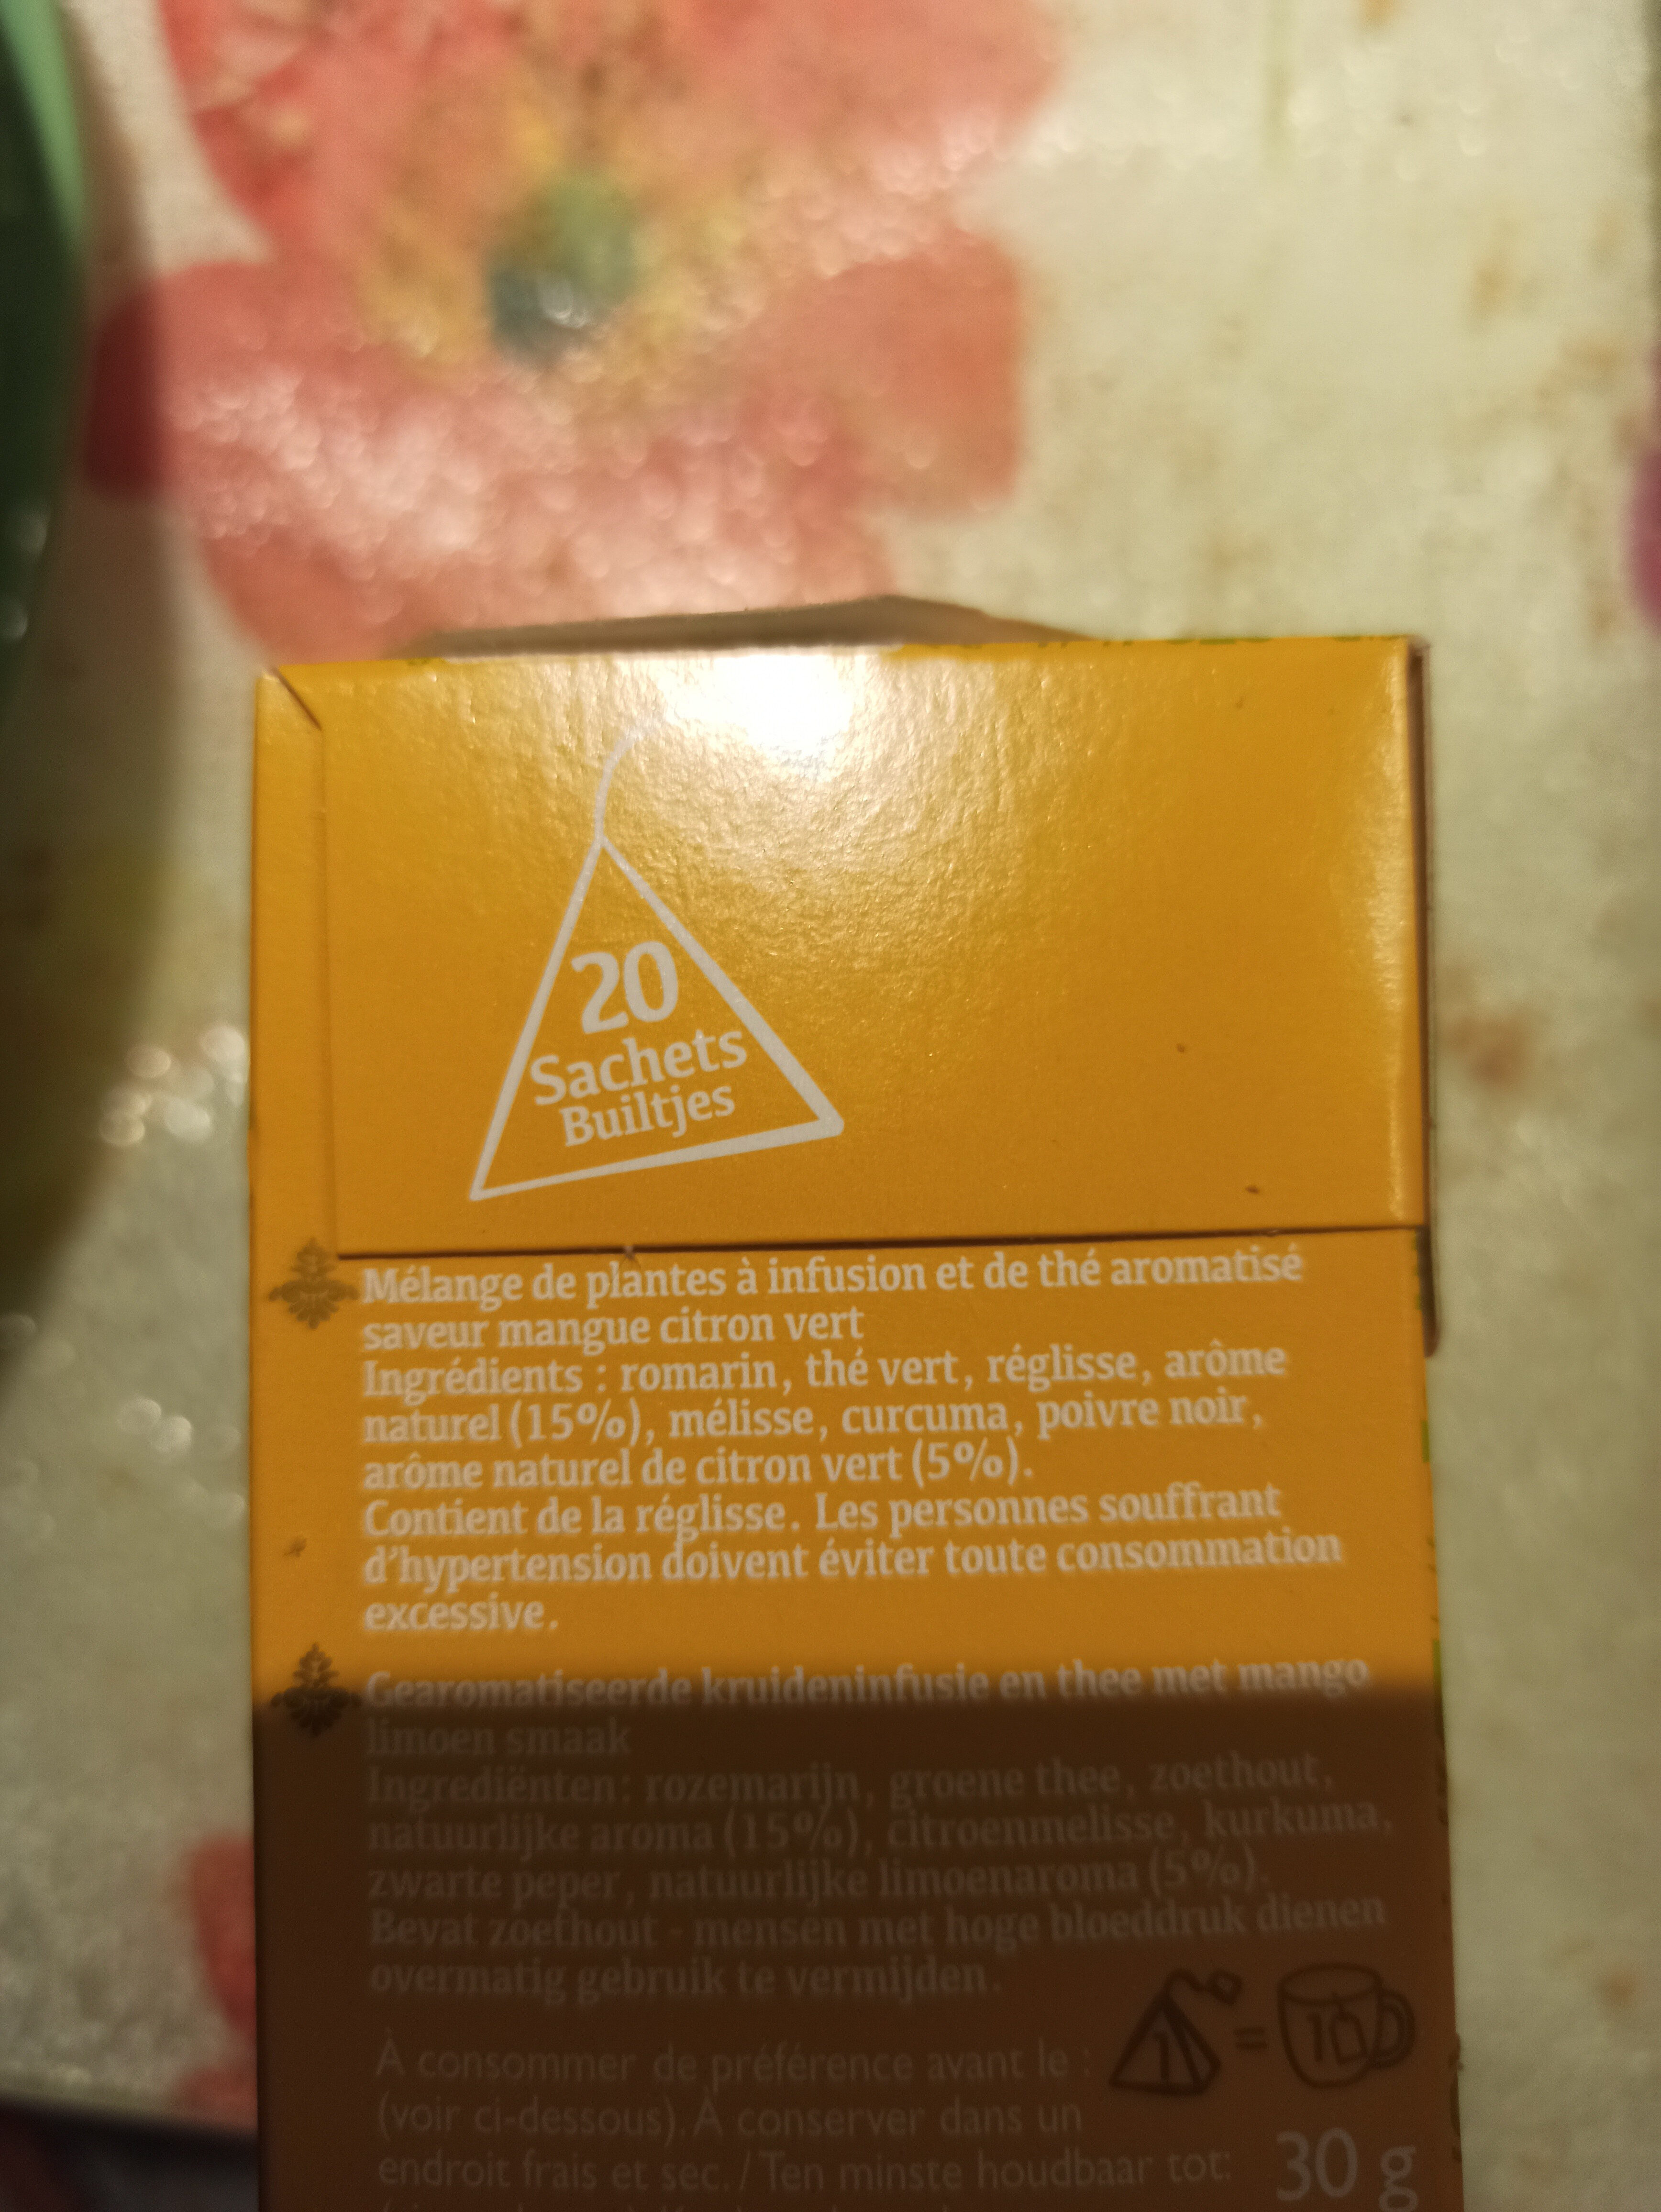 20
Sachets
Builtjes
Mélange de plantes à infusion et de thé aromatisé
saveur mangue citron vert
Ingrédients : romarin, thé vert, réglisse, arôme
naturel (15%), mélisse, curcuma, poivre noir,
arôme naturel de citron vert (5%).
Contient de la réglisse. Les personnes souffrant
d'hypertension doivent éviter toute consommation
excessive.
Gearomatiseerde kruideninfusie en thee met mango
limoen smaak
Ingrediënten: rozemarijn, groene thee, zoethout,
natuurlijke aroma (15%), citroenmelisse, kurkuma,
zwarte peper, natuurlijke limoenaroma (5%).
Bevat zoethout - mensen met hoge bloeddruk dienen
overmatig gebruik te vermijden.
1 = 1
À consommer de préférence avant le :
(voir ci-dessous). À conserver dans un
endroit frais et sec. / Ten minste houdbaar tot:
30 g